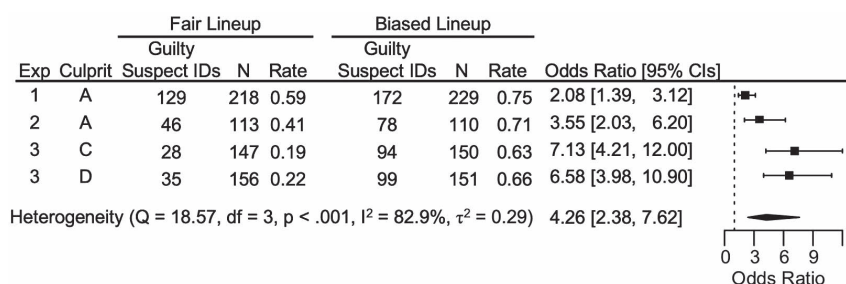 Fair Lineup Biased Lineup
Guilty Guilty
Exp Culprit Suspect IDs N Rate Suspect IDs N Rate Odds Ratio [95% CIs]
1 A 129 218 0.59 172 229 0.75 2.08 [1.39, 3.12]
2 A 46 113 0.41 78 110 0.71 3.55 [2.03, 6.20]
3 C 28 147 0.19 94 150 0.63 7.13 [4.21, 12.00]
3 D 35 156 0.22 99 151 0.66 6.58 [3.98, 10.90]
Heterogeneity (Q = 18.57, df = 3, p < .001, I² = 82.9%, τ² = 0.29) 4.26 [2.38, 7.62]
0 3 6 9
Odds Ratio